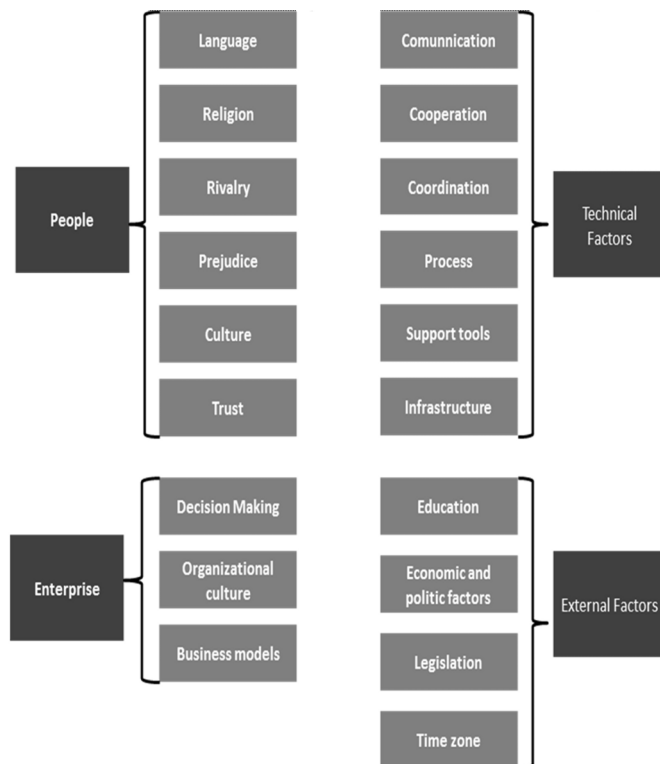 People
Language
Religion
Rivalry
Prejudice
Culture
Trust
Comunnication
Cooperation
Coordination
Process
Support tools
Infrastructure
Technical
Factors
Enterprise
Decision Making
Organizational
culture
Business models
Education
Economic and
politic factors
Legislation
Time zone
External Factors